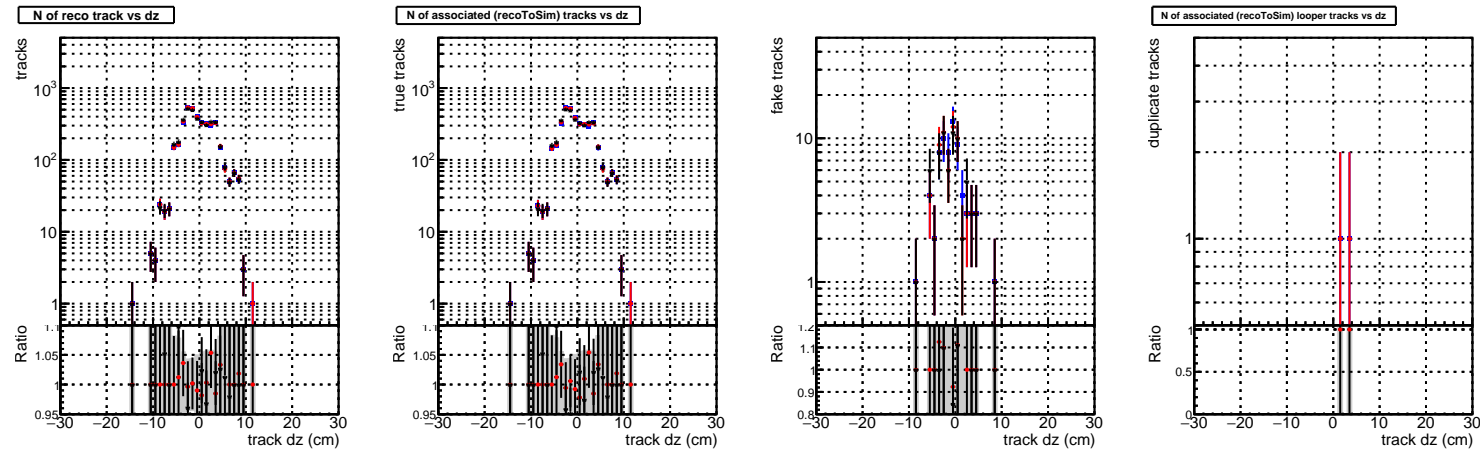 N of reco track vs dz
tracks
10³
10²
10
1
Ratio
1.1
1.05
1
0.95
−30 −20 −10 0 10 20 30
track dz (cm)
N of associated (recoToSim) tracks vs dz
true tracks
10³
10²
10
1
Ratio
1.1
1.05
1
0.95
−30 −20 −10 0 10 20 30
track dz (cm)
fake tracks
10
1
Ratio
1.2
1.1
1
0.9
0.8
−30 −20 −10 0 10 20 30
track dz (cm)
N of associated (recoToSim) looper tracks vs dz
duplicate tracks
1
Ratio
1
0.5
0
−30 −20 −10 0 10 20 30
track dz (cm)